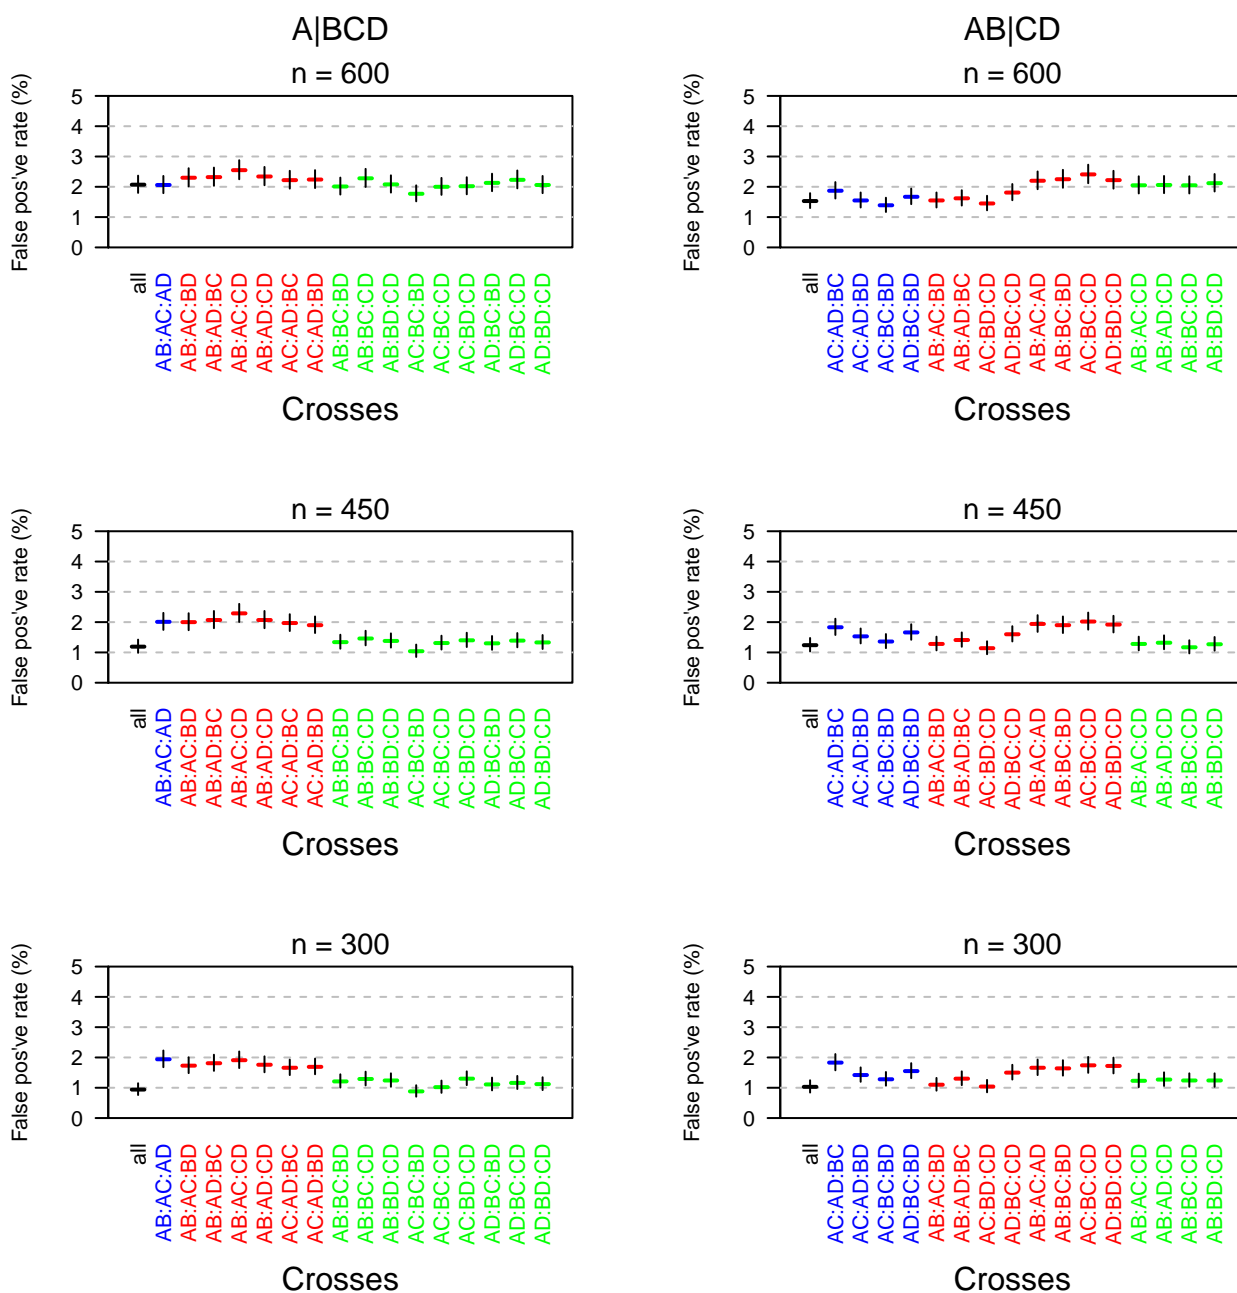 A|BCD
n = 600
False pos've rate (%)
5
4
3
2
1
0
all
AB:AC:AD
AB:AC:BD
AB:AD:BC
AB:AC:CD
AB:AD:CD
AC:AD:BC
AC:AD:BD
AB:BC:BD
AB:BC:CD
AB:BD:CD
AC:BC:BD
AC:BC:CD
AC:BD:CD
AD:BC:BD
AD:BC:CD
AD:BD:CD
Crosses
AB|CD
n = 600
False pos've rate (%)
5
4
3
2
1
0
all
AC:AD:BC
AC:AD:BD
AC:BC:BD
AD:BC:BD
AB:AC:BD
AB:AD:BC
AC:BD:CD
AD:BC:CD
AB:AC:AD
AB:BC:BD
AC:BC:CD
AD:BD:CD
AB:AC:CD
AB:AD:CD
AB:BC:CD
AB:BD:CD
Crosses
n = 450
False pos've rate (%)
5
4
3
2
1
0
all
AB:AC:AD
AB:AC:BD
AB:AD:BC
AB:AC:CD
AB:AD:CD
AC:AD:BC
AC:AD:BD
AB:BC:BD
AB:BC:CD
AB:BD:CD
AC:BC:BD
AC:BC:CD
AC:BD:CD
AD:BC:BD
AD:BC:CD
AD:BD:CD
Crosses
n = 450
False pos've rate (%)
5
4
3
2
1
0
all
AC:AD:BC
AC:AD:BD
AC:BC:BD
AD:BC:BD
AB:AC:BD
AB:AD:BC
AC:BD:CD
AD:BC:CD
AB:AC:AD
AB:BC:BD
AC:BC:CD
AD:BD:CD
AB:AC:CD
AB:AD:CD
AB:BC:CD
AB:BD:CD
Crosses
n = 300
False pos've rate (%)
5
4
3
2
1
0
all
AB:AC:AD
AB:AC:BD
AB:AD:BC
AB:AC:CD
AB:AD:CD
AC:AD:BC
AC:AD:BD
AB:BC:BD
AB:BC:CD
AB:BD:CD
AC:BC:BD
AC:BC:CD
AC:BD:CD
AD:BC:BD
AD:BC:CD
AD:BD:CD
Crosses
n = 300
False pos've rate (%)
5
4
3
2
1
0
all
AC:AD:BC
AC:AD:BD
AC:BC:BD
AD:BC:BD
AB:AC:BD
AB:AD:BC
AC:BD:CD
AD:BC:CD
AB:AC:AD
AB:BC:BD
AC:BC:CD
AD:BD:CD
AB:AC:CD
AB:AD:CD
AB:BC:CD
AB:BD:CD
Crosses